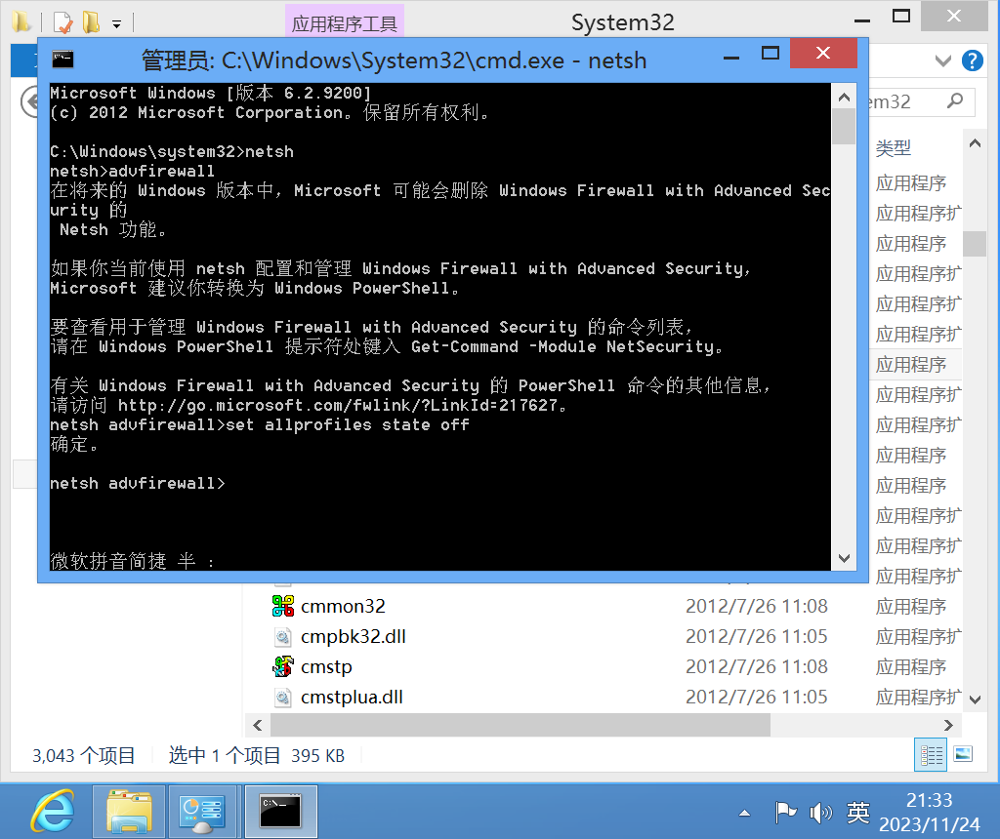 应用程序工具
System32
管理员: C:\Windows\System32\cmd.exe - netsh
Microsoft Windows [版本 6.2.9200]
(c) 2012 Microsoft Corporation。保留所有权利。
C:\Windows\system32>netsh
netsh>advfirewall
在将来的 Windows 版本中，Microsoft 可能会删除 Windows Firewall with Advanced Sec
urity 的
Netsh 功能。
如果你当前使用 netsh 配置和管理 Windows Firewall with Advanced Security，
Microsoft 建议你转换为 Windows PowerShell。
要查看用于管理 Windows Firewall with Advanced Security 的命令列表，
请在 Windows PowerShell 提示符处键入 Get-Command -Module NetSecurity。
有关 Windows Firewall with Advanced Security 的 PowerShell 命令的其他信息，
请访问 http://go.microsoft.com/fwlink/?LinkId=217627。
netsh advfirewall>set allprofiles state off
确定。
netsh advfirewall>
微软拼音简捷 半 :
em32
类型
应用程序
应用程序扩
应用程序
应用程序扩
应用程序扩
应用程序扩
应用程序
应用程序扩
应用程序扩
应用程序
应用程序
应用程序扩
应用程序扩
应用程序扩
cmmon32 2012/7/26 11:08 应用程序
cmpbk32.dll 2012/7/26 11:05 应用程序扩
cmstp 2012/7/26 11:08 应用程序
cmstplua.dll 2012/7/26 11:05 应用程序扩
3,043 个项目 选中 1 个项目 395 KB
英
21:33
2023/11/24